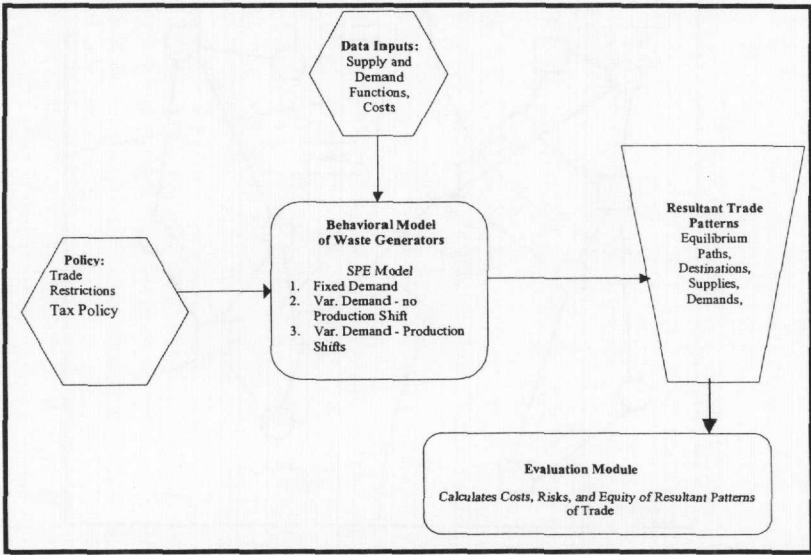 Data Inputs:
Supply and
Demand
Functions,
Costs
Behavioral Model
of Waste Generators
SPE Model
1. Fixed Demand
2. Var. Demand - no
Production Shift
3. Var. Demand - Production
Shifts
Policy:
Trade
Restrictions
Tax Policy
Resultant Trade
Patterns
Equilibrium
Paths,
Destinations,
Supplies,
Demands,
Evaluation Module
Calculates Costs, Risks, and Equity of Resultant Patterns
of Trade